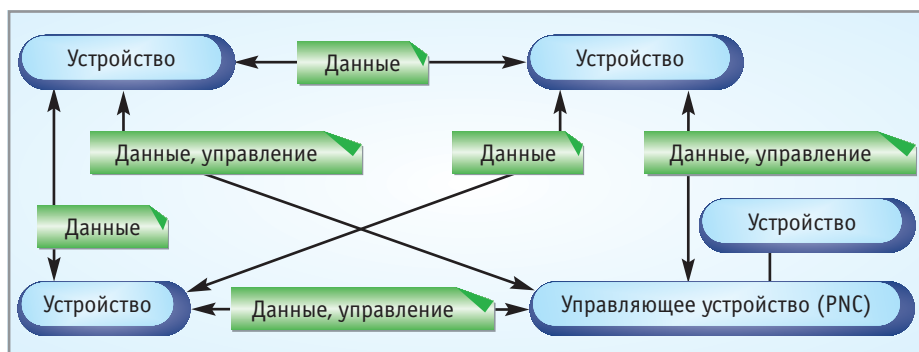 Устройство
Данные
Устройство
Данные, управление
Данные
Данные, управление
Данные
Устройство
Устройство
Данные, управление
Управляющее устройство (PNC)